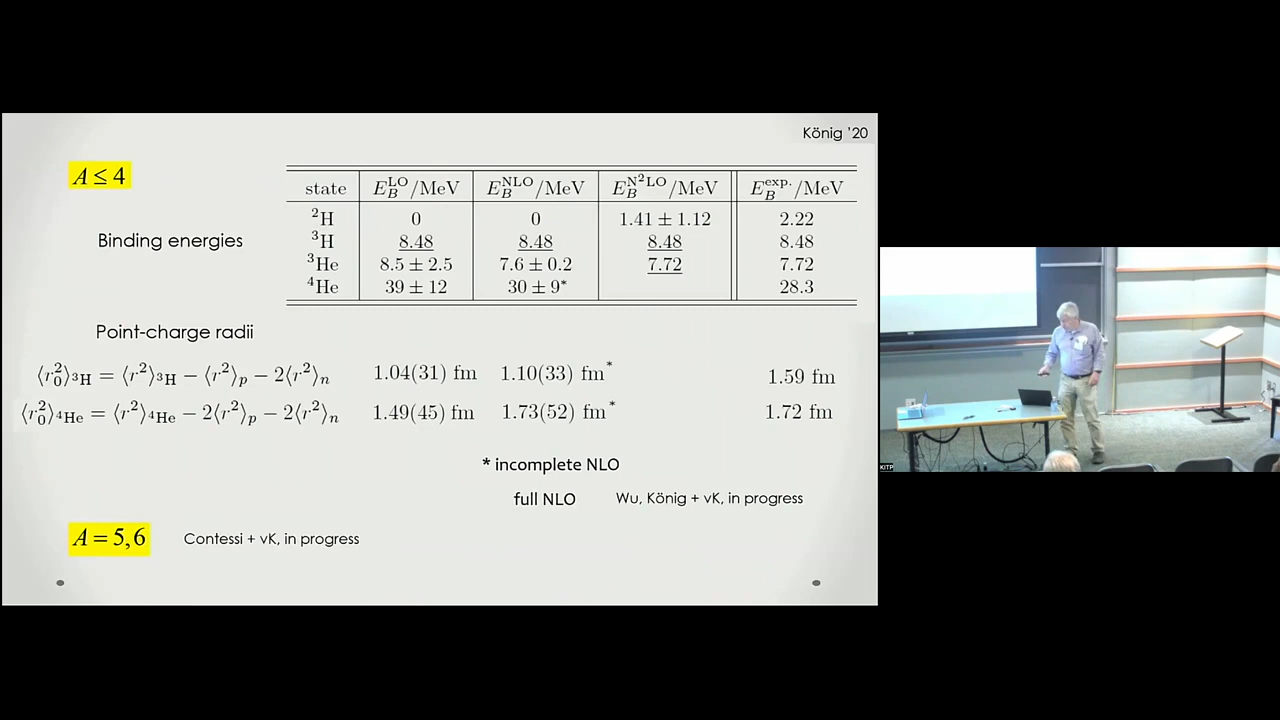 König ’20
A ≤ 4
state E_B^LO/MeV E_B^NLO/MeV E_B^N²LO/MeV E_B^exp./MeV
²H 0 0 1.41 ± 1.12 2.22
Binding energies
³H 8.48 8.48 8.48 8.48
³He 8.5 ± 2.5 7.6 ± 0.2 7.72 7.72
⁴He 39 ± 12 30 ± 9* 28.3
Point-charge radii
⟨r₀²⟩³H = ⟨r²⟩³H − ⟨r²⟩p − 2⟨r²⟩n 1.04(31) fm 1.10(33) fm* 1.59 fm
⟨r₀²⟩⁴He = ⟨r²⟩⁴He − 2⟨r²⟩p − 2⟨r²⟩n 1.49(45) fm 1.73(52) fm* 1.72 fm
* incomplete NLO
full NLO Wu, König + vK, in progress
A = 5,6 Contessi + vK, in progress
KITP